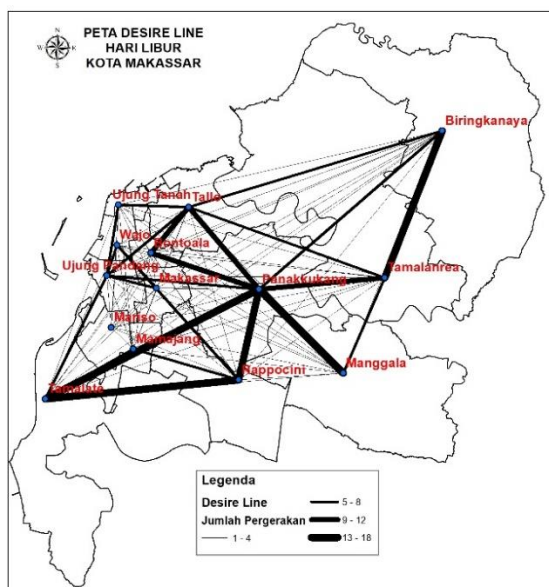 PETA DESIRE LINE
HARI LIBUR
KOTA MAKASSAR
N
W
E
S
Biringkanaya
Ujung Tanah
Tallo
Wajo
Bontoala
Ujung Pandang
Makassar
Panakkukang
Tamalanrea
Mariso
Mamajang
Rappocini
Manggala
Tamalate
Legenda
Desire Line
5 - 8
Jumlah Pergerakan
9 - 12
1 - 4
13 - 18